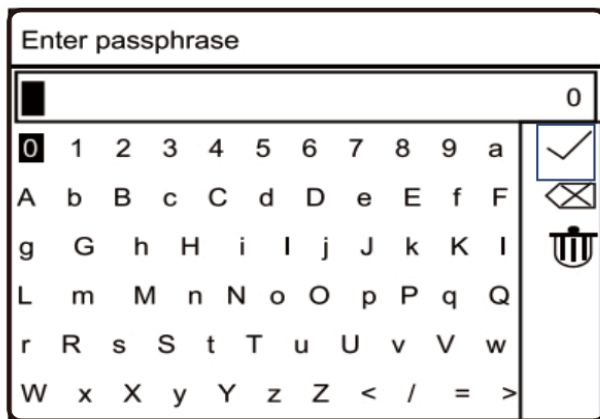 Enter passphrase
0
0 1 2 3 4 5 6 7 8 9 a
A b B c C d D e E f F
g G h H i I j J k K l
L m M n N o O p P q Q
r R s S t T u U v V w
W x X y Y z Z < / = >